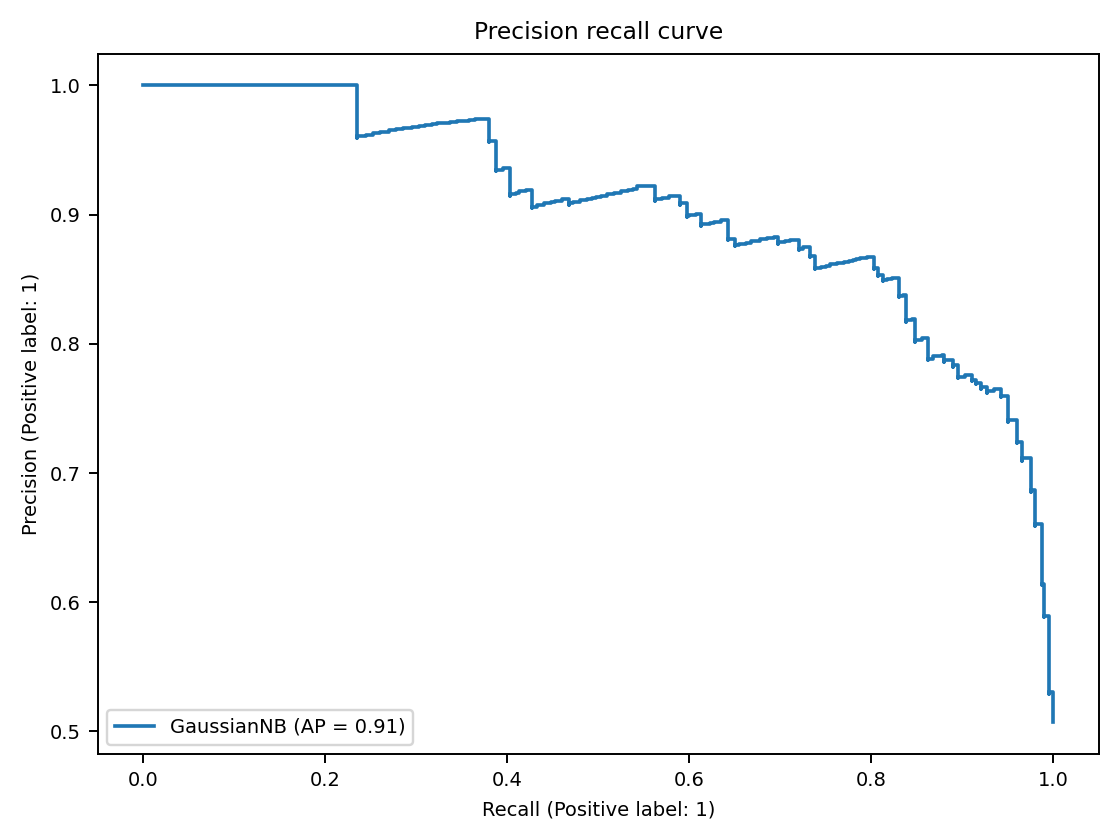 Precision recall curve
Precision (Positive label: 1)
1.0
0.9
0.8
0.7
0.6
0.5
GaussianNB (AP = 0.91)
0.0 0.2 0.4 0.6 0.8 1.0
Recall (Positive label: 1)